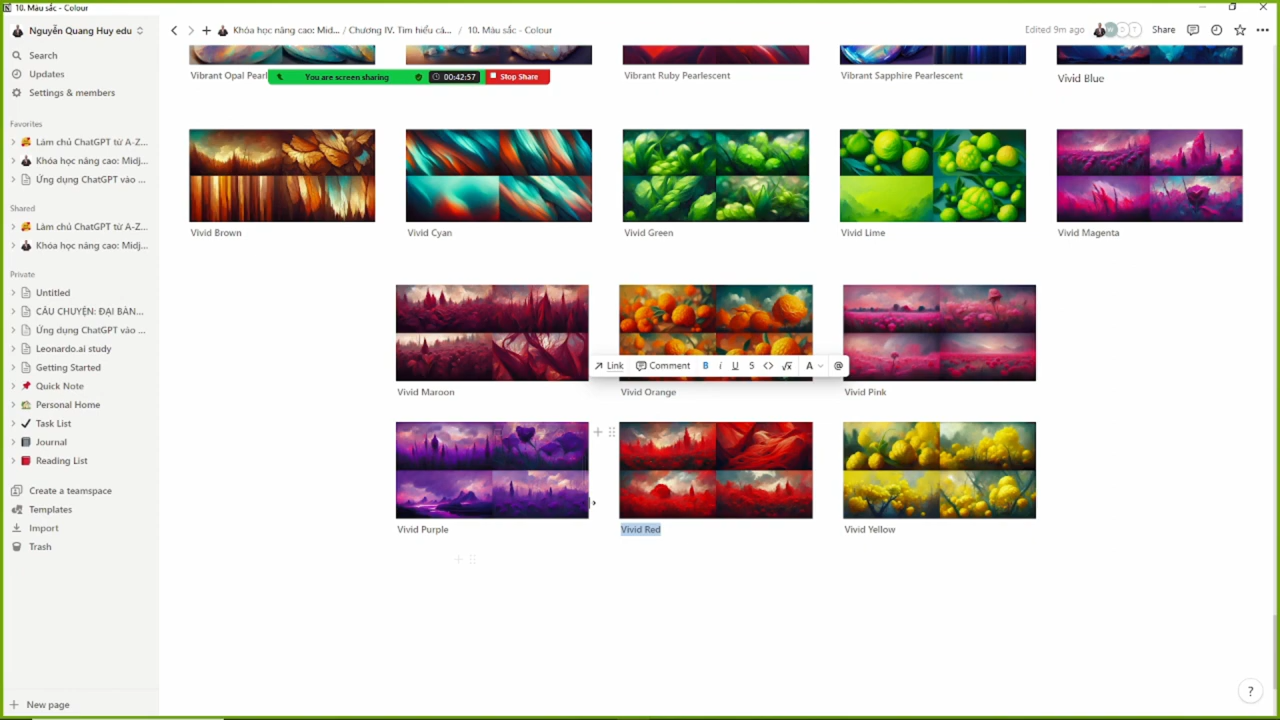 10. Màu sắc - Colour
Nguyễn Quang Huy edu
Khóa học nâng cao: Mid... / Chương IV. Tìm hiểu cá... / 10. Màu sắc - Colour
Edited 9m ago
Share
Search
Updates
Settings & members
Favorites
Làm chủ ChatGPT từ A-Z...
Khóa học nâng cao: Midj...
Ứng dụng ChatGPT vào ...
Shared
Làm chủ ChatGPT từ A-Z...
Khóa học nâng cao: Midj...
Private
Untitled
CÂU CHUYỆN: ĐẠI BÀN...
Ứng dụng ChatGPT vào ...
Leonardo.ai study
Getting Started
Quick Note
Personal Home
Task List
Journal
Reading List
Create a teamspace
Templates
Import
Trash
New page
Vibrant Opal Pearl
You are screen sharing
00:42:57
Stop Share
Vibrant Ruby Pearlescent
Vibrant Sapphire Pearlescent
Vivid Blue
Vivid Brown
Vivid Cyan
Vivid Green
Vivid Lime
Vivid Magenta
Link
Comment
B i U S <> √x A @
Vivid Maroon
Vivid Orange
Vivid Pink
Vivid Purple
Vivid Red
Vivid Yellow
?